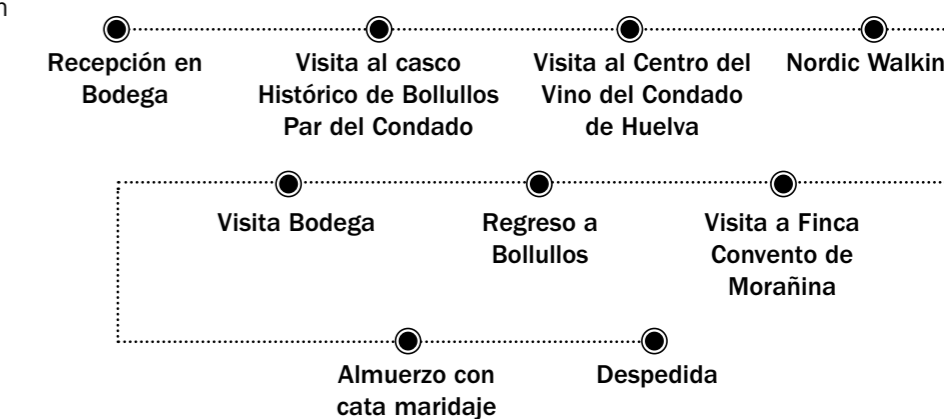 n
Recepción en
Bodega
Visita al casco
Histórico de Bollullos
Par del Condado
Visita al Centro del
Vino del Condado
de Huelva
Nordic Walkin
Visita Bodega
Regreso a
Bollullos
Visita a Finca
Convento de
Morañina
Almuerzo con
cata maridaje
Despedida